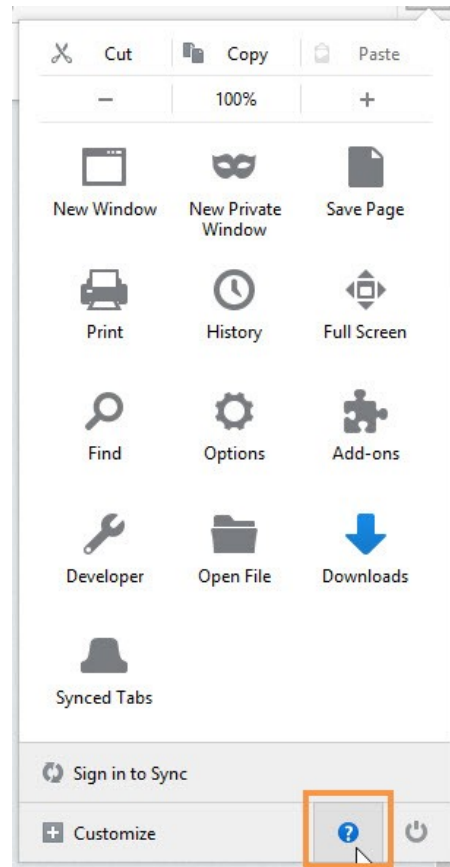 Cut Copy Paste
− 100% +
New Window New Private Window Save Page
Print History Full Screen
Find Options Add-ons
Developer Open File Downloads
Synced Tabs
Sign in to Sync
Customize ?